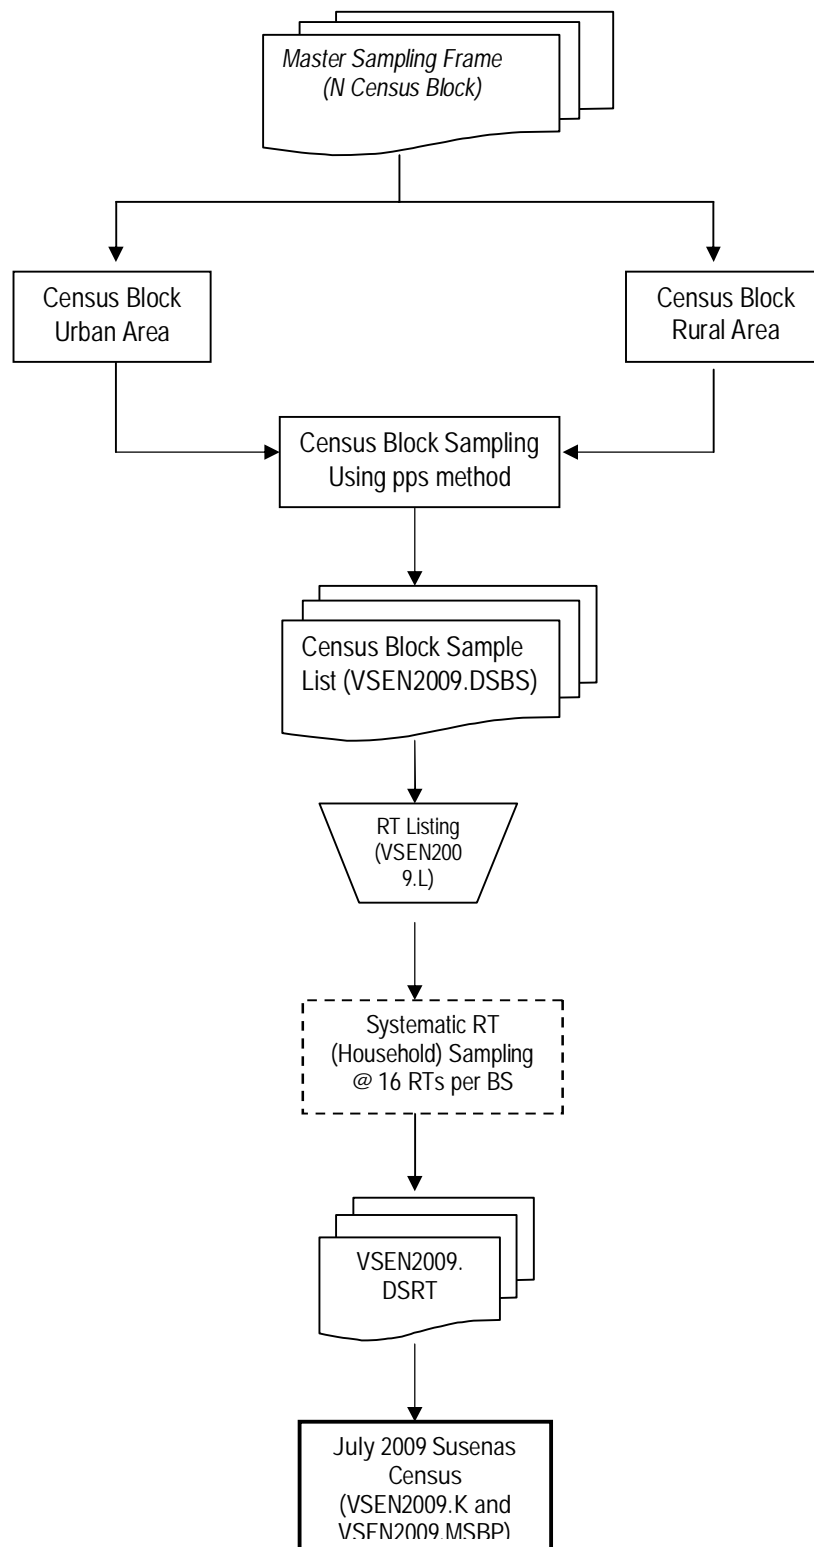 Master Sampling Frame
(N Census Block)
Census Block
Urban Area
Census Block
Rural Area
Census Block Sampling
Using pps method
Census Block Sample
List (VSEN2009.DSBS)
RT Listing
(VSEN200
9.L)
Systematic RT
(Household) Sampling
@ 16 RTs per BS
VSEN2009.
DSRT
July 2009 Susenas
Census
(VSEN2009.K and
VSEN2009.MSBP)